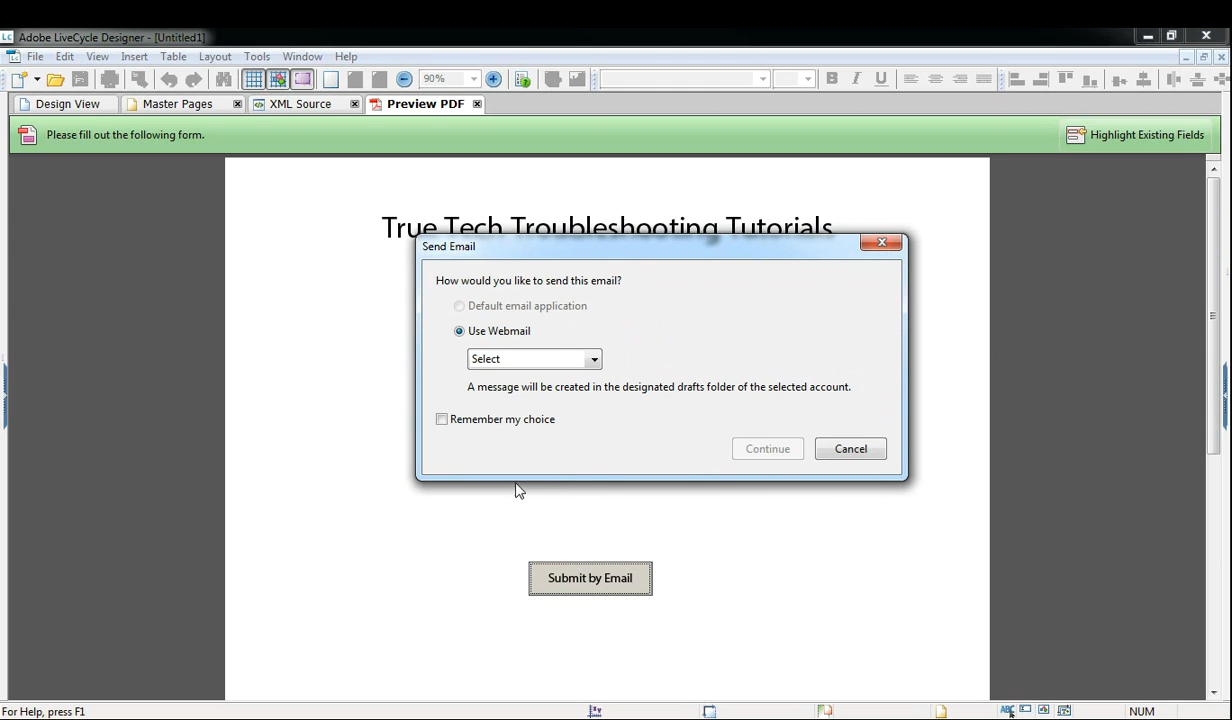 Lc Adobe LiveCycle Designer - [Untitled1]
File Edit View Insert Table Layout Tools Window Help
90% B I U
Design View Master Pages XML Source Preview PDF
Please fill out the following form. Highlight Existing Fields
True Tech Troubleshooting Tutorials
Send Email
How would you like to send this email?
Default email application
Use Webmail
Select
A message will be created in the designated drafts folder of the selected account.
Remember my choice
Continue Cancel
Submit by Email
For Help, press F1 ABC NUM